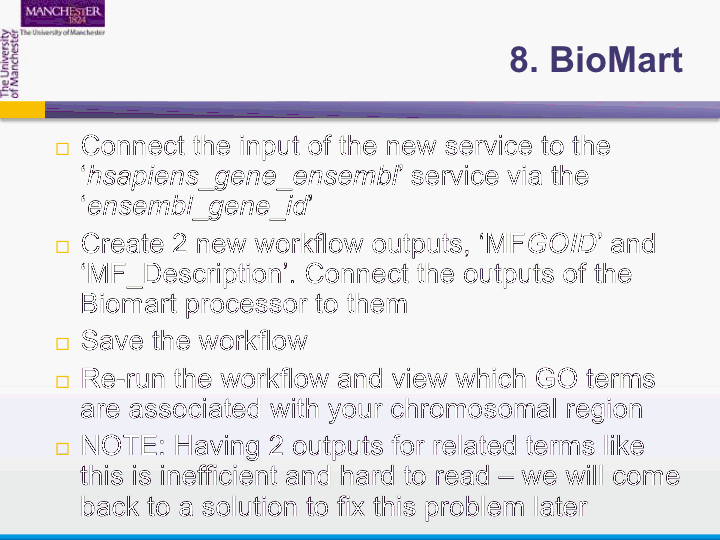 MANCHESTER
1824
The University of Manchester
The University
of Manchester
8. BioMart
Connect the input of the new service to the
‘hsapiens_gene_ensembl’ service via the
‘ensembl_gene_id’
Create 2 new workflow outputs, ‘MFGOID’ and
‘MF_Description’. Connect the outputs of the
Biomart processor to them
Save the workflow
Re-run the workflow and view which GO terms
are associated with your chromosomal region
NOTE: Having 2 outputs for related terms like
this is inefficient and hard to read – we will come
back to a solution to fix this problem later